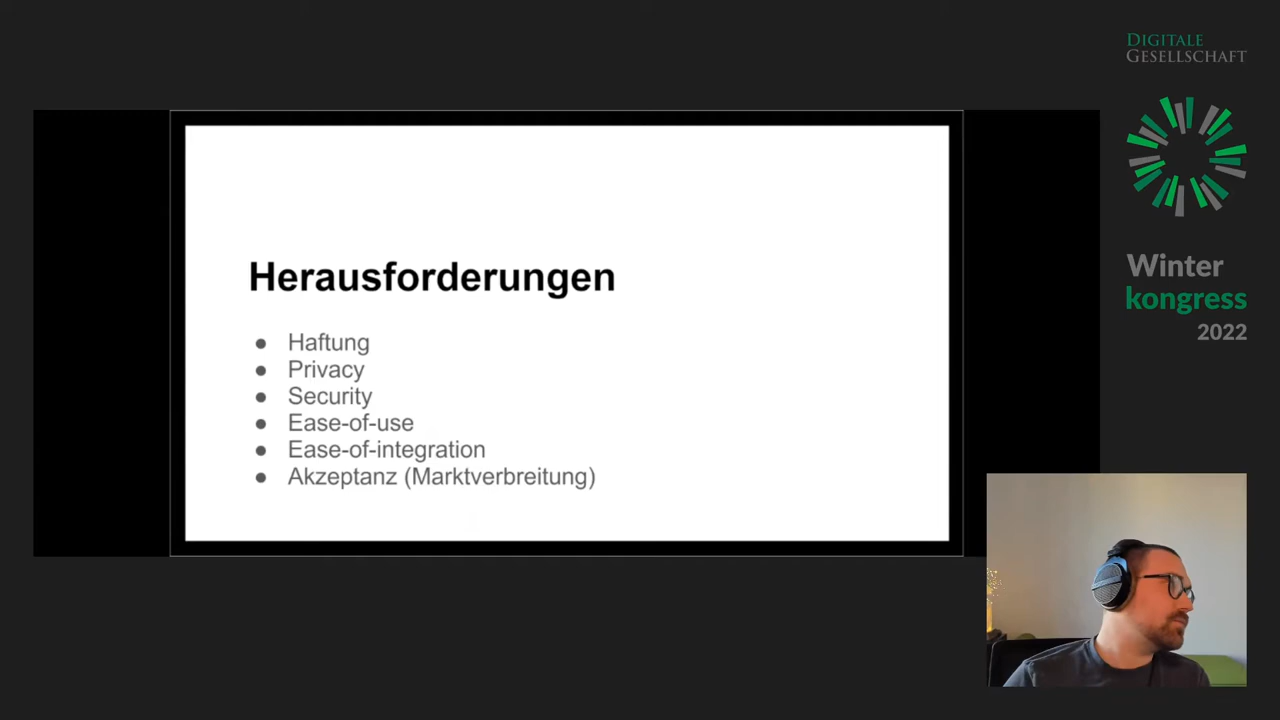 DIGITALE
GESELLSCHAFT
Winter
kongress
2022
Herausforderungen
● Haftung
● Privacy
● Security
● Ease-of-use
● Ease-of-integration
● Akzeptanz (Marktverbreitung)